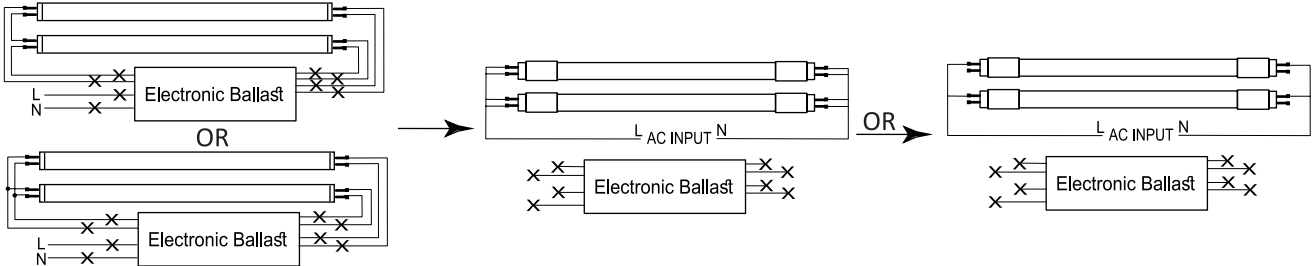 Electronic Ballast
L
N
OR
Electronic Ballast
L
N
L AC INPUT N
Electronic Ballast
OR
L AC INPUT N
Electronic Ballast